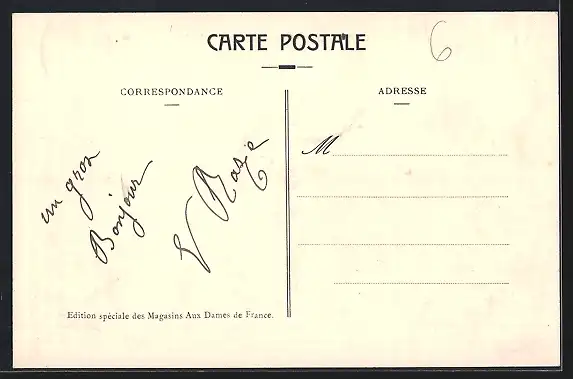 CARTE POSTALE
6
CORRESPONDANCE
ADRESSE
M
un gros
Bonjour
Edition spéciale des Magasins Aux Dames de France.